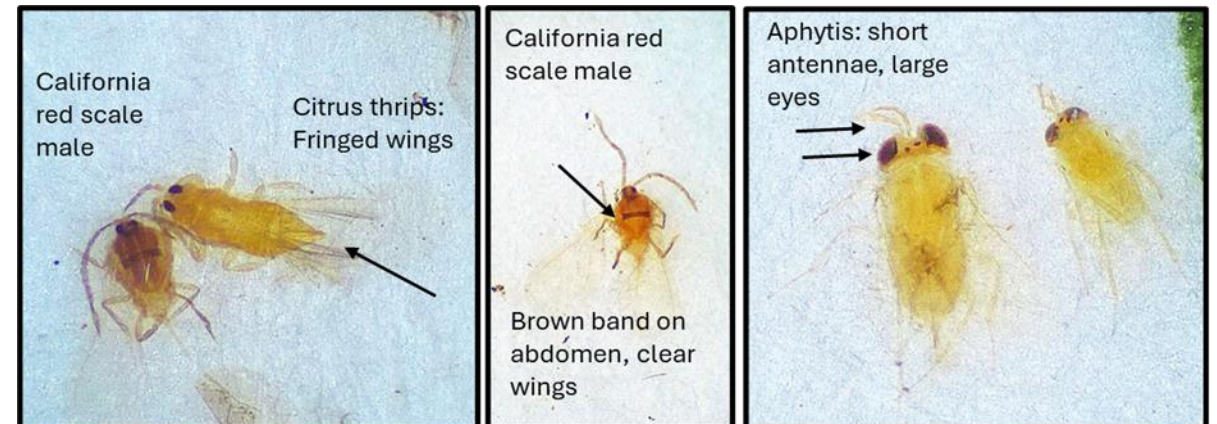 California
red scale
male
Citrus thrips:
Fringed wings
California red
scale male
Brown band on
abdomen, clear
wings
Aphytis: short
antennae, large
eyes